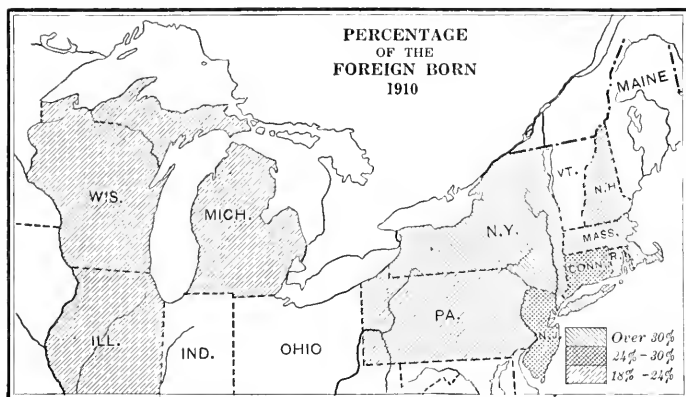 PERCENTAGE
OF THE
FOREIGN BORN
1910
MAINE
VT.
N.H.
WIS.
MICH.
N.Y.
MASS.
CONN.
R.I.
PA.
N.J.
ILL.
IND.
OHIO
Over 30%
24%-30%
18%-24%